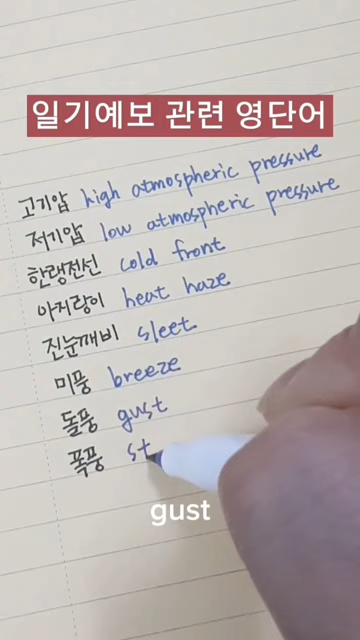 일기예보 관련 영단어
고기압 high atmospheric pressure
저기압 low atmospheric pressure
한랭전선 cold front
아지랑이 heat haze
진눈깨비 sleet
미풍 breeze
돌풍 gust
폭풍 st
gust